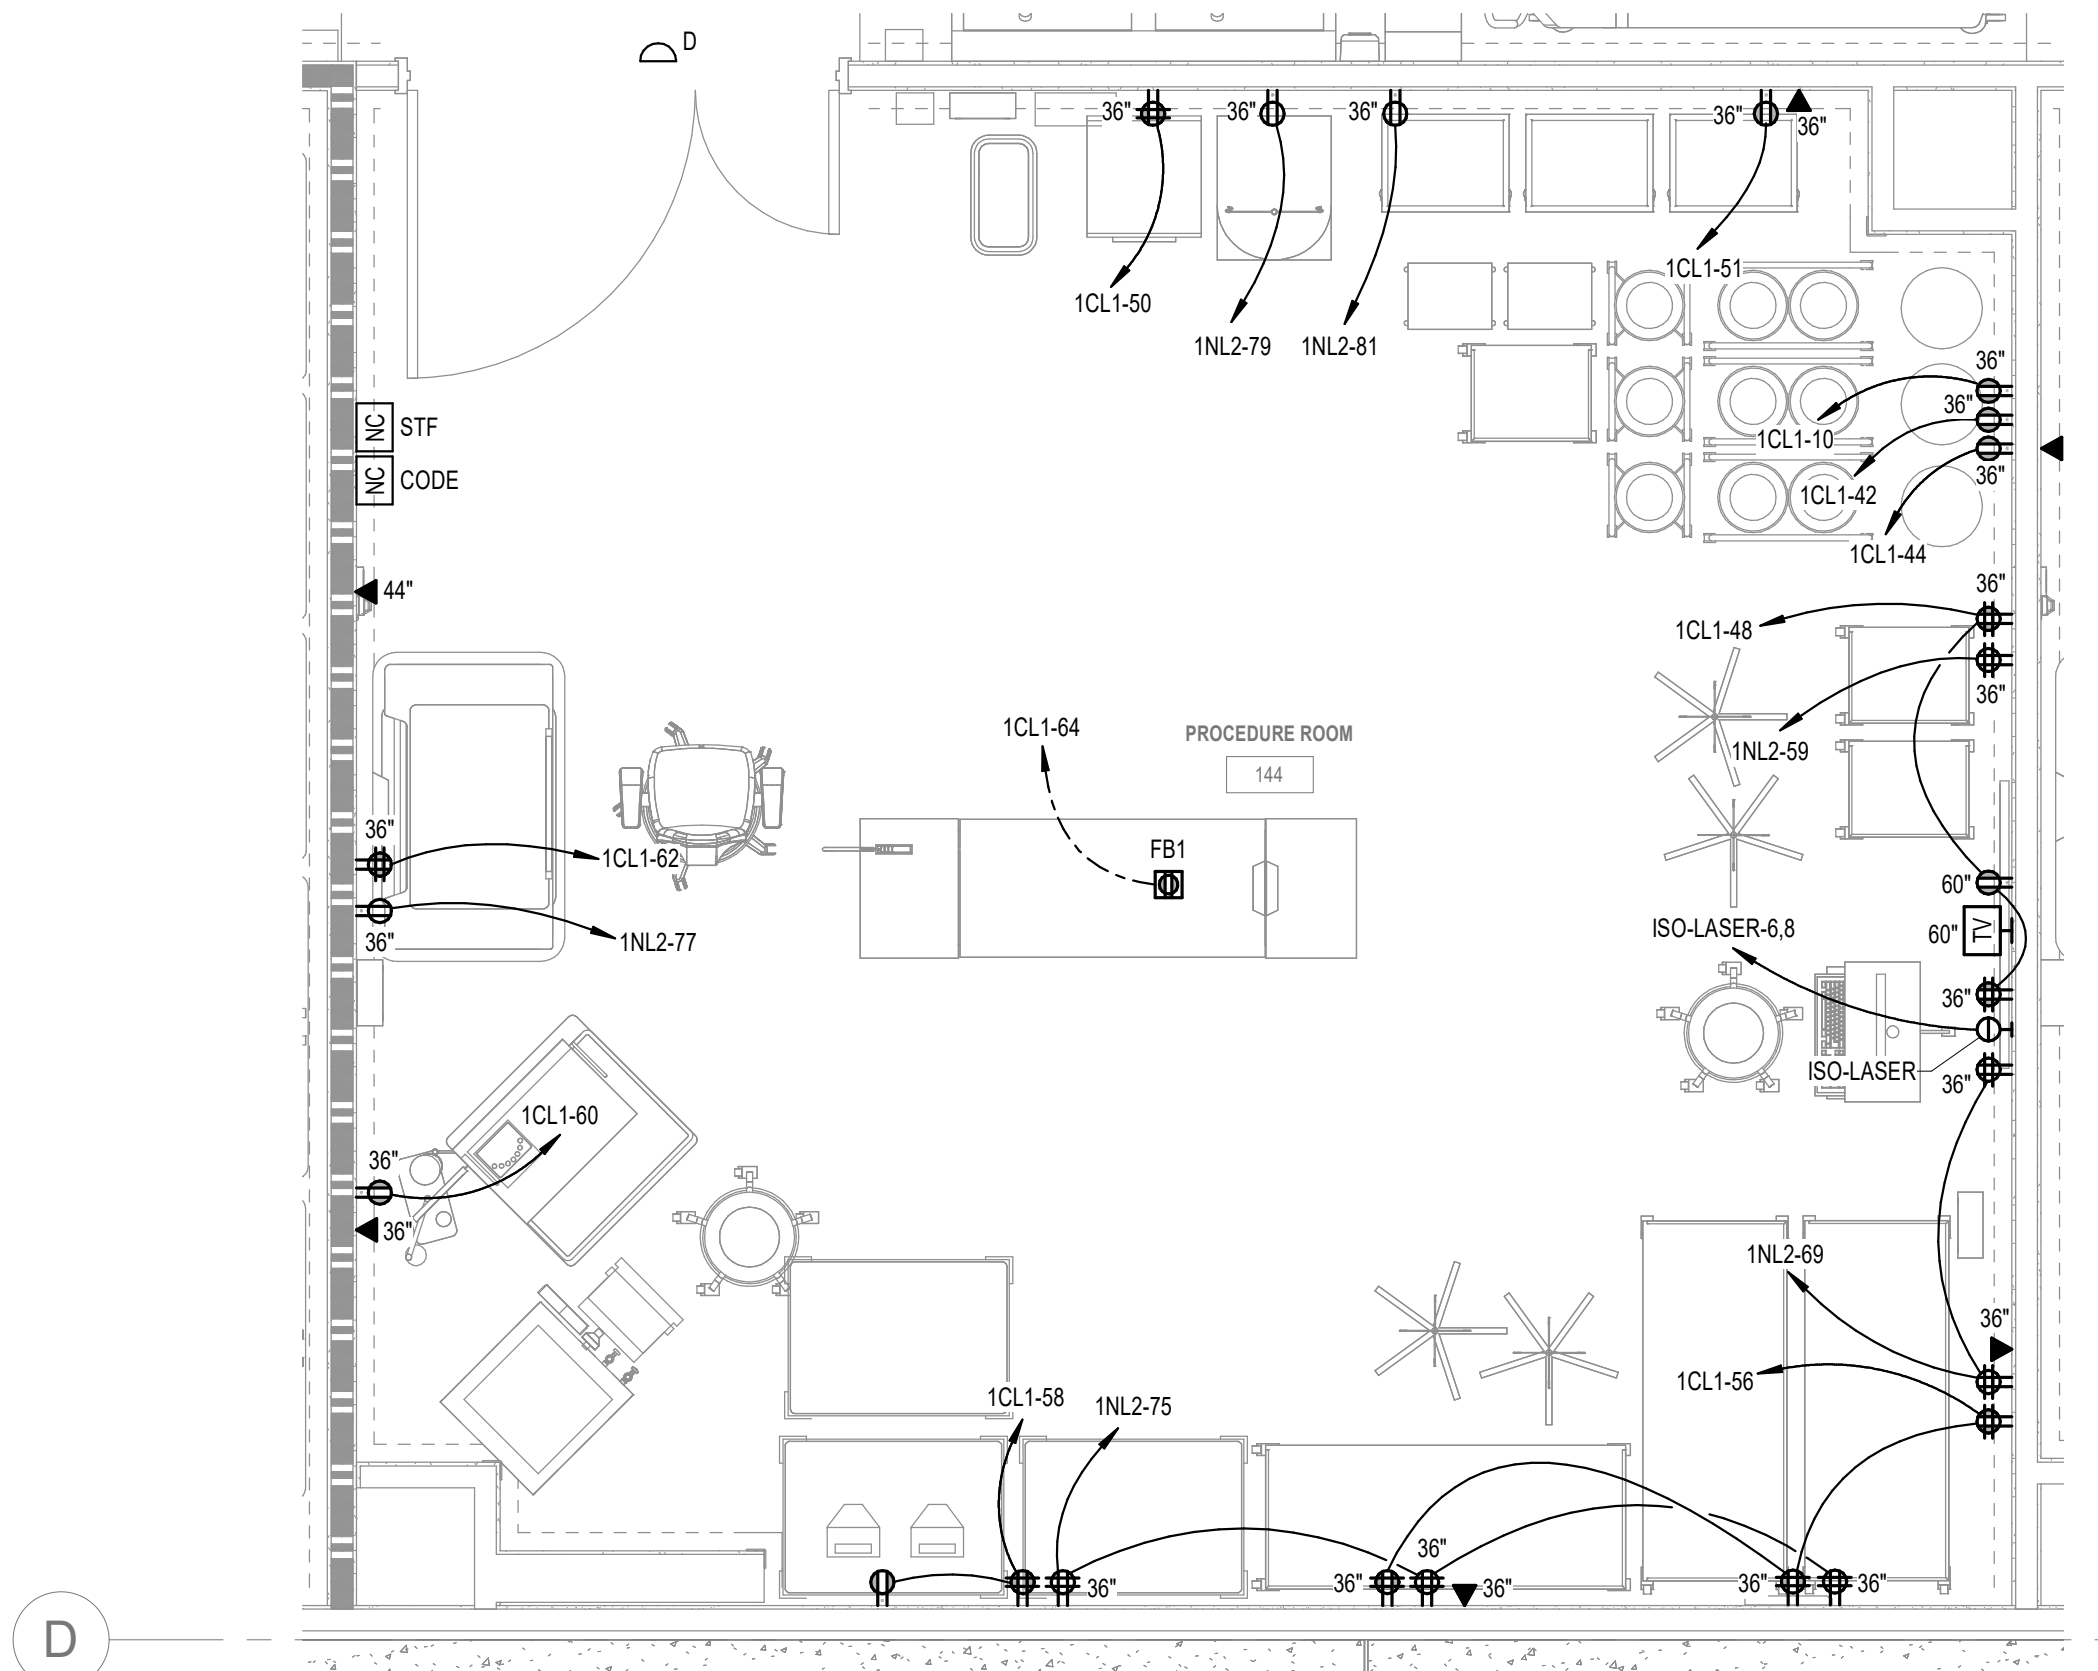 D
36"
36"
36"
36"
36"
1CL1-51
1CL1-50
1NL2-79
1NL2-81
36"
36"
1CL1-10
NC
STF
36"
NC
CODE
1CL1-42
1CL1-44
44"
36"
1CL1-48
36"
1CL1-64
PROCEDURE ROOM
1NL2-59
144
36"
FB1
1CL1-62
60"
36"
1NL2-77
ISO-LASER-6,8
60"
TV
36"
ISO-LASER
36"
1CL1-60
36"
36"
1NL2-69
36"
1CL1-56
1CL1-58
1NL2-75
36"
36"
36"
36"
36"
36"
D